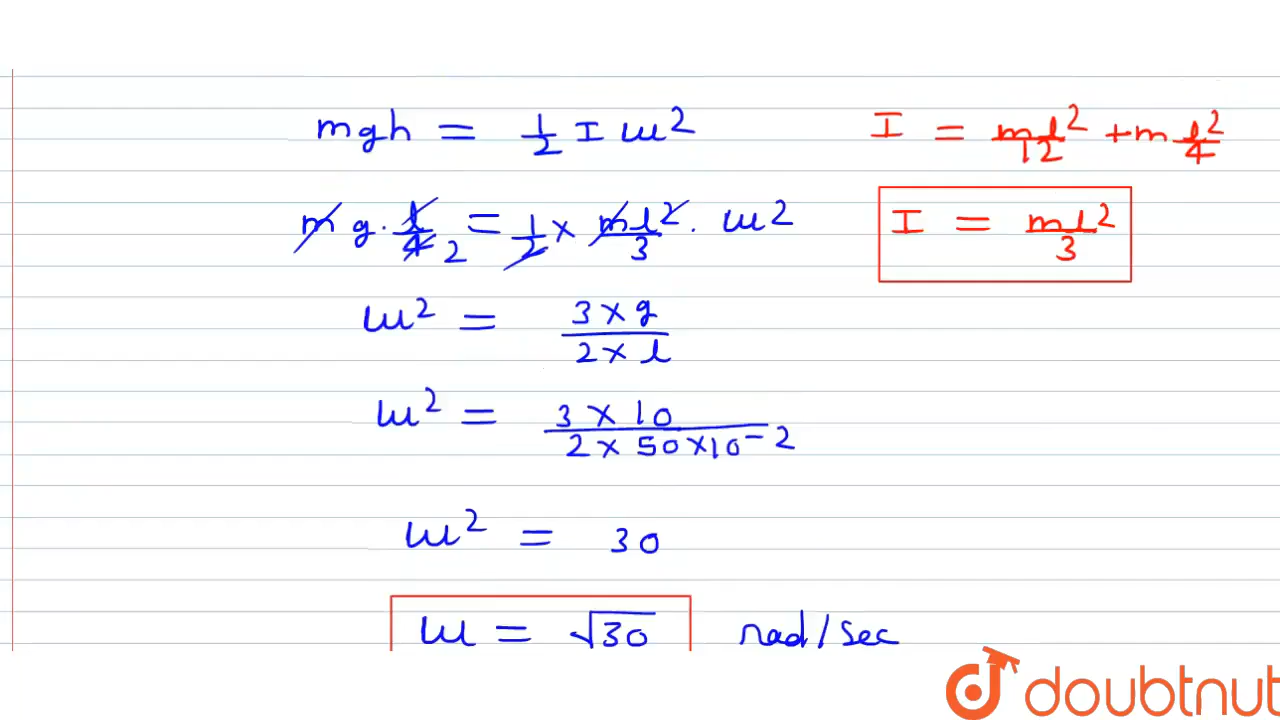 mgh = 1/2 I ω²
I = ml²/12 + m l²/4
m g · l/4 2 = 1/2 × ml²/3 · ω²
I = ml²/3
ω² = 3 × g / 2 × l
ω² = 3 × 10 / 2 × 50 × 10⁻²
ω² = 30
ω = √30 rad/sec
doubtnut